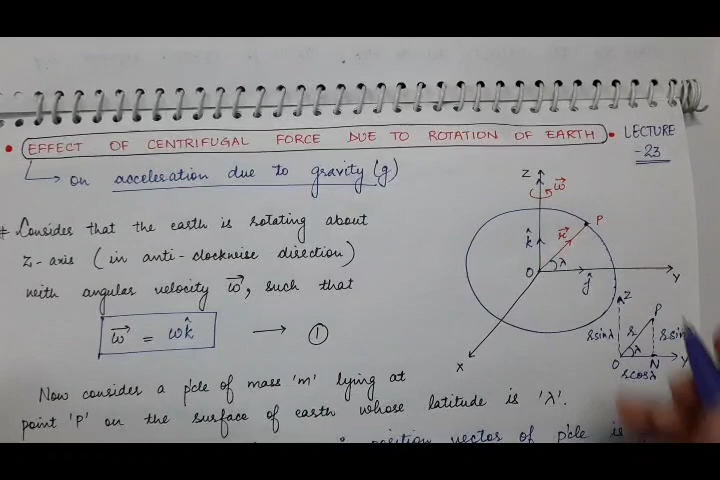 • EFFECT OF CENTRIFUGAL FORCE DUE TO ROTATION OF EARTH •
LECTURE
-23
on acceleration due to gravity (g)
# Consider that the earth is rotating about
Z-axis (in anti-clockwise direction)
with angular velocity ω⃗, such that
ω⃗ = ωk̂ → ①
Now consider a p'cle of mass 'm' lying at
point 'P' on the surface of earth whose latitude is 'λ'.
position vector of p'cle is
Z
ω⃗
P
k̂
r⃗
λ
O
ĵ
Y
X
Z
P
r sinλ
r
r sin
λ
O
N
Y
r cosλ